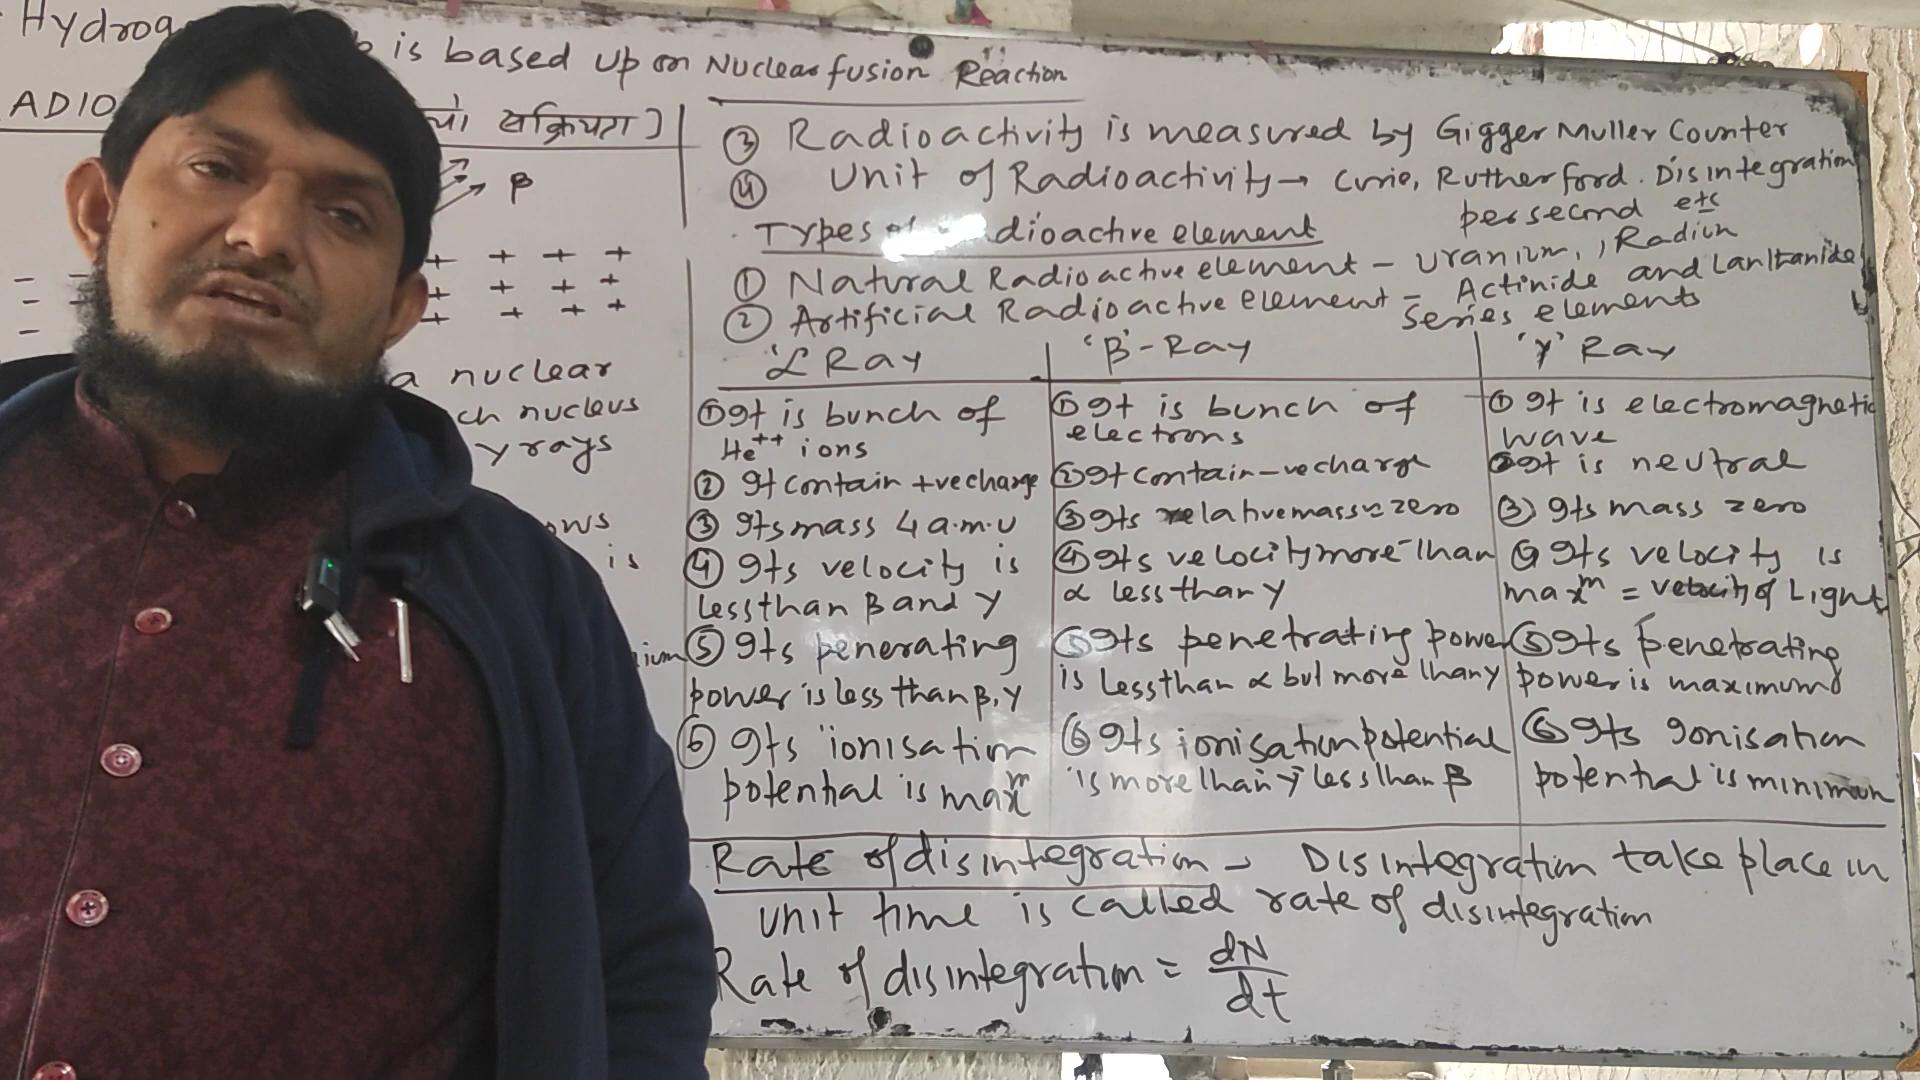 is based up on Nuclear fusion Reaction
ADIO
सक्रियता)
β
+ + + +
+ + + +
+ + + +
a nuclear
ch nucleus
γ rays
ows
is
ium
③ Radioactivity is measured by Gigger Muller Counter
④ Unit of Radioactivity → Curie, Rutherford. Disintegration
per second etc
Types dioactive element
① Natural Radioactive element - Uranium, Radium
② Artificial Radioactive element - Actinide and Lanthanide
Series elements
'α Ray
① It is bunch of
He++ ions
② It contain +ve charge
③ Its mass 4 a.m.u
④ Its velocity is
less than β and γ
⑤ Its penerating
power is less than β, γ
⑥ Its ionisation
potential is maxm
'β'-Ray
① It is bunch of
electrons
② It contain -ve charge
③ Its relative mass = zero
④ Its velocity more than
α less than γ
⑤ Its penetrating power
is less than α but more than γ
⑥ Its ionisation potential
is more than γ less than β
'γ' Ray
① It is electromagnetic
wave
② It is neutral
③ Its mass zero
④ Its velocity is
maxm = velocity of Light
⑤ Its penetrating
power is maximum
⑥ Its Ionisation
potential is minimum
Rate of disintegration → Disintegration take place in
unit time is called rate of disintegration
Rate of disintegration = dN/dt